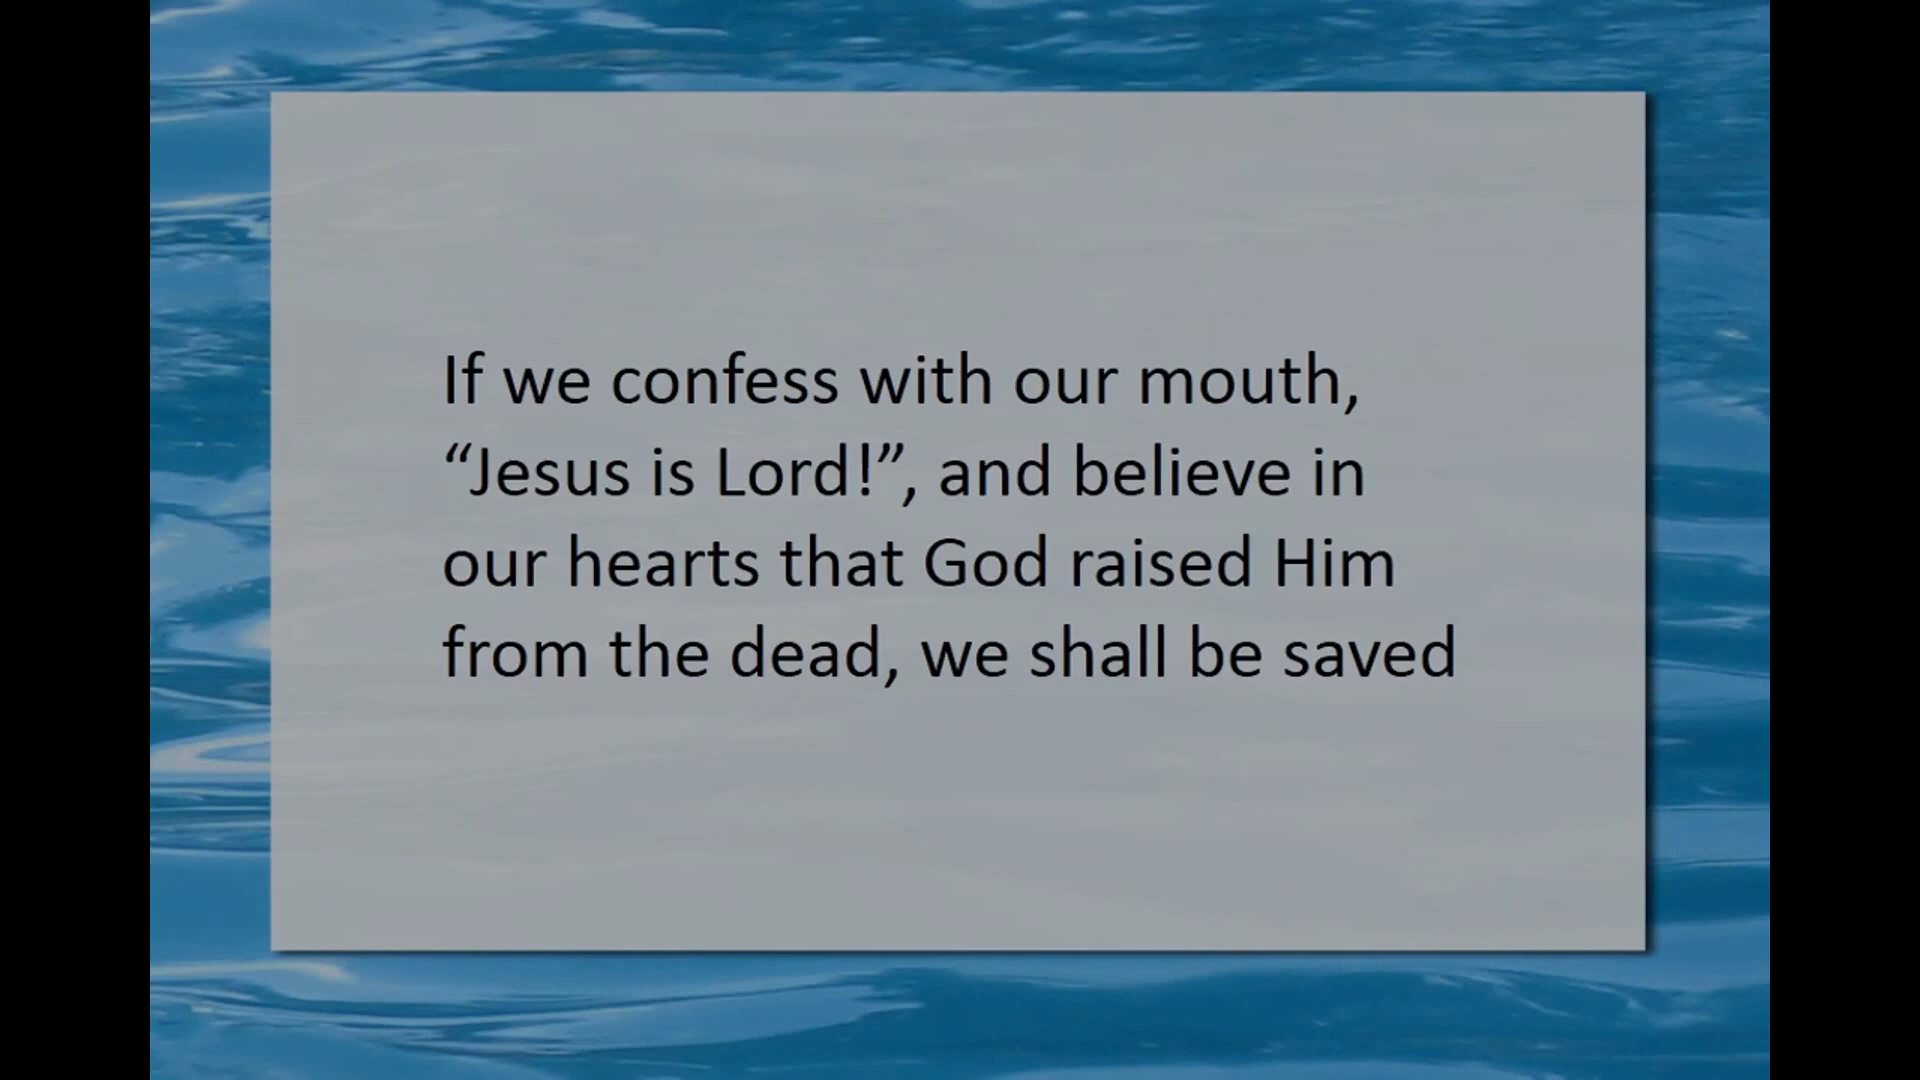 If we confess with our mouth,
“Jesus is Lord!”, and believe in
our hearts that God raised Him
from the dead, we shall be saved